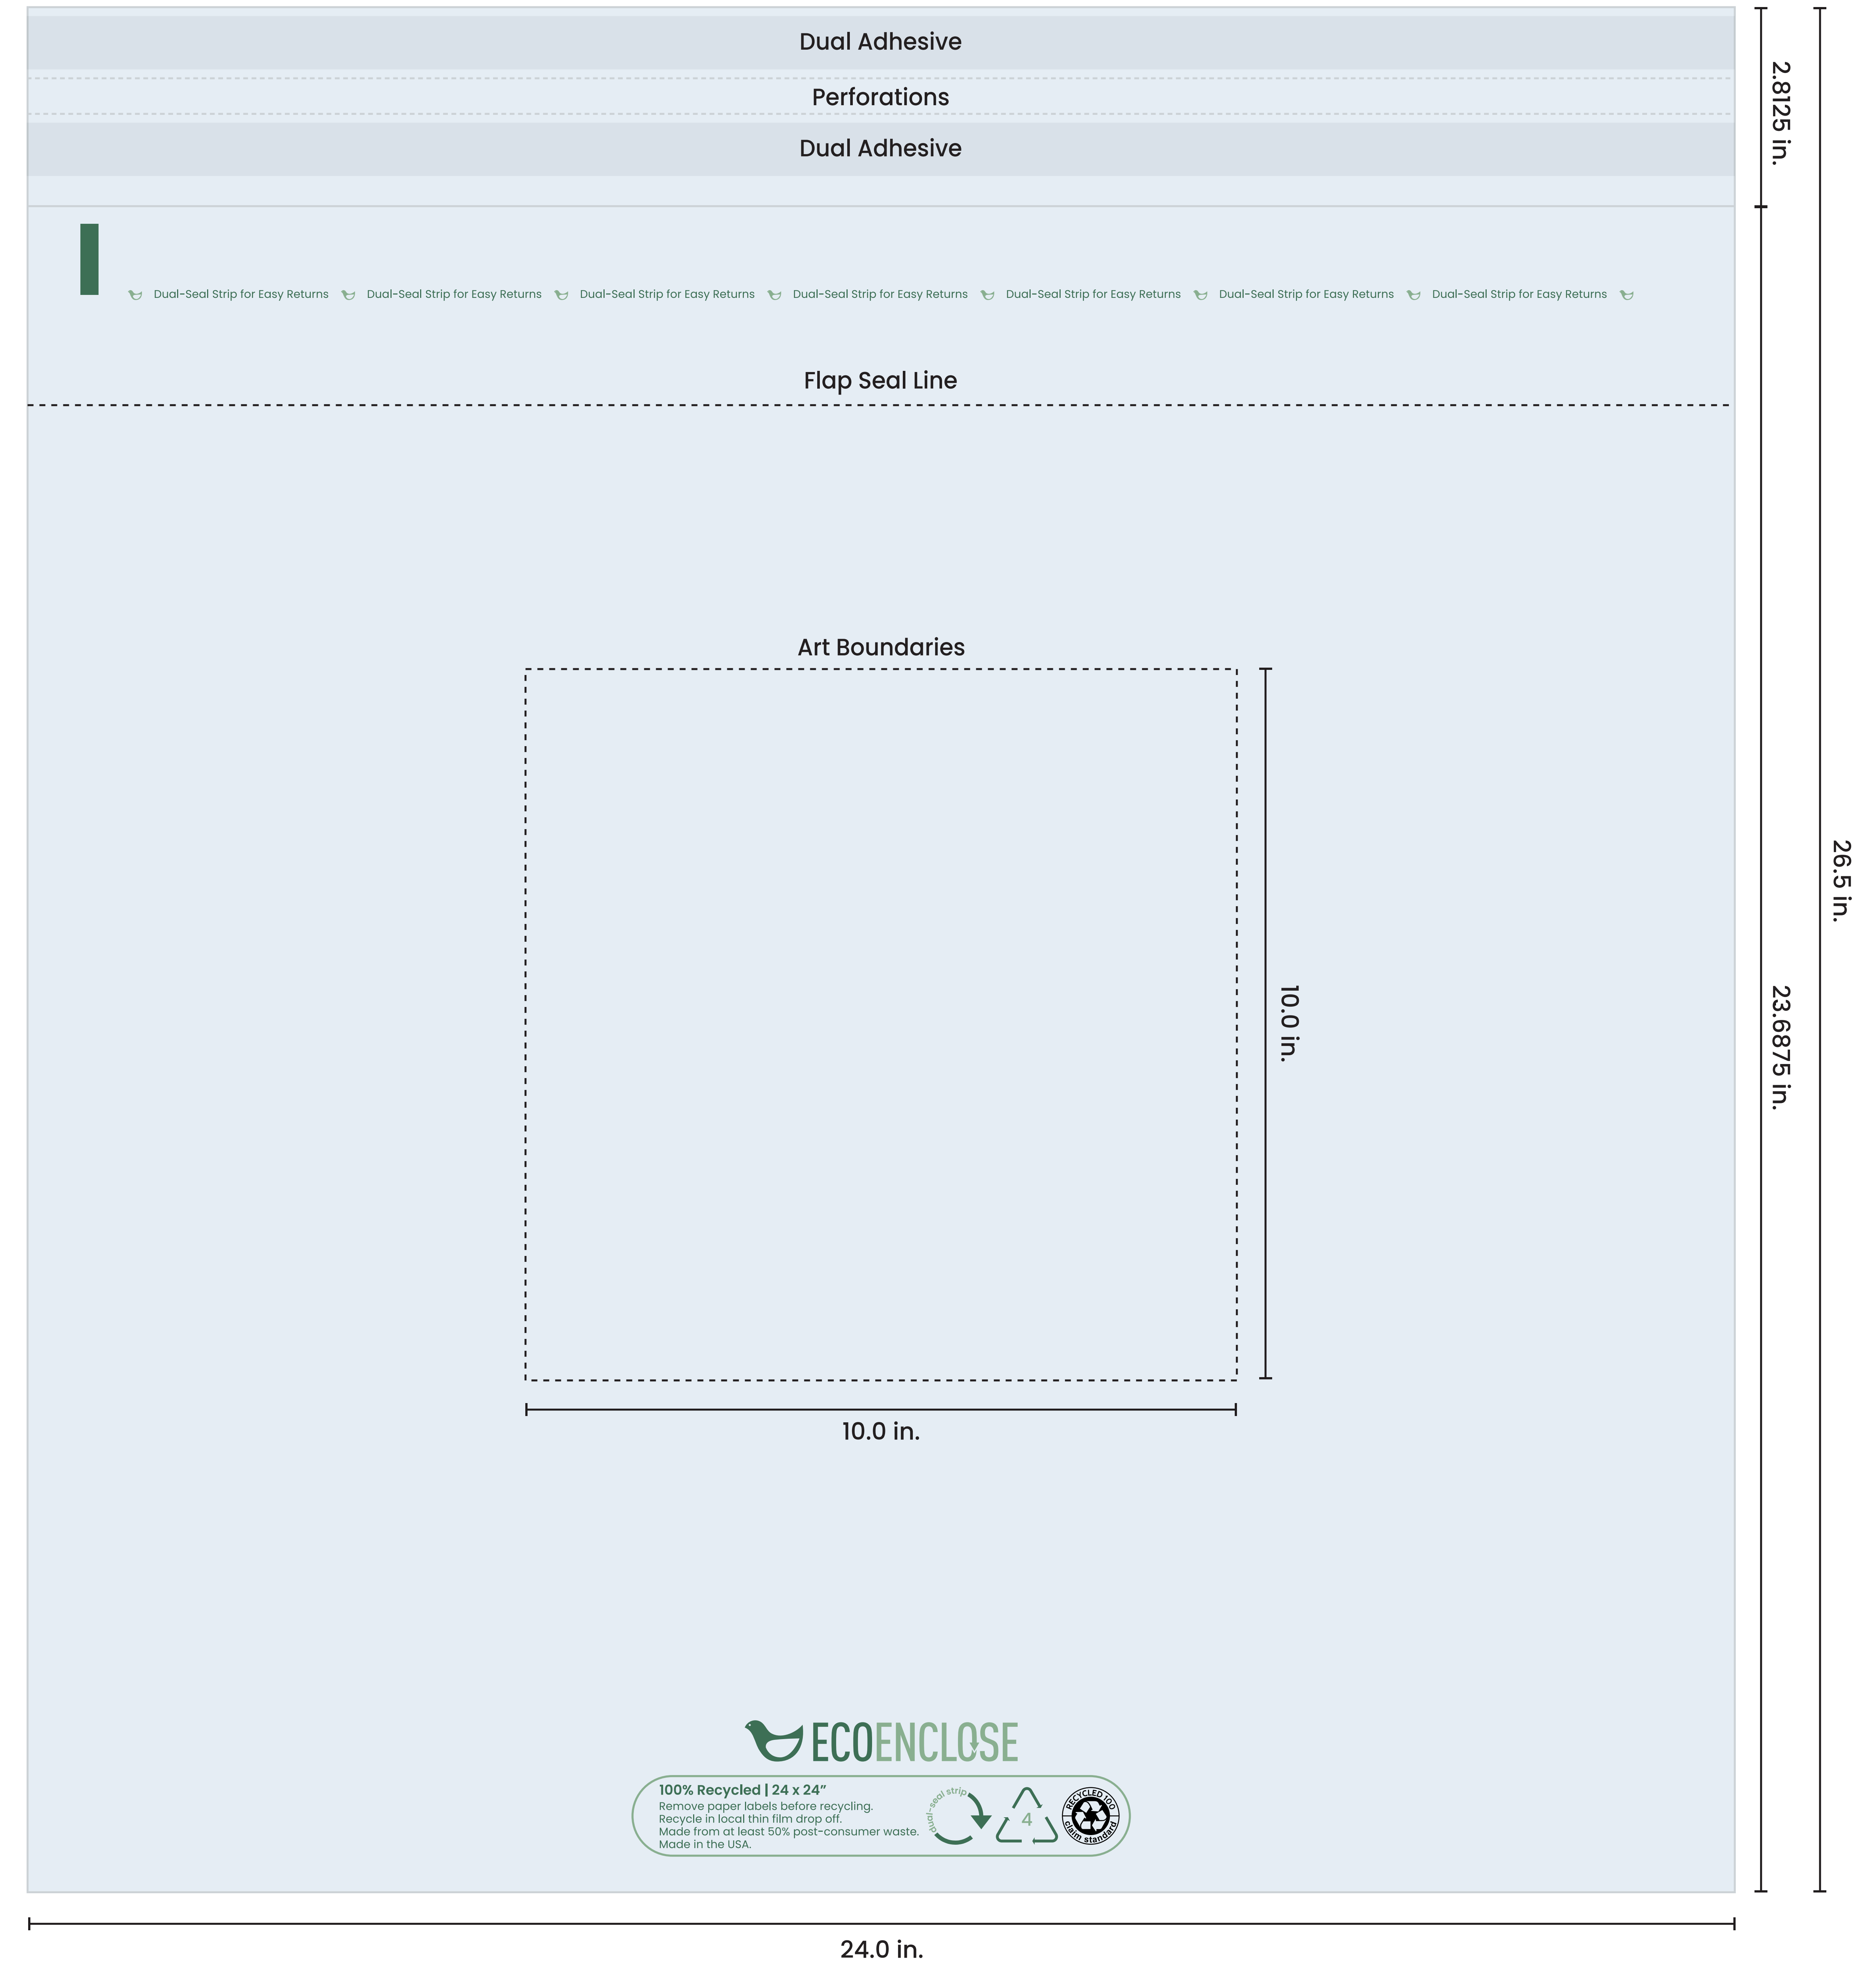 Dual Adhesive
Perforations
Dual Adhesive
2.8125 in.
Dual-Seal Strip for Easy Returns Dual-Seal Strip for Easy Returns Dual-Seal Strip for Easy Returns Dual-Seal Strip for Easy Returns Dual-Seal Strip for Easy Returns Dual-Seal Strip for Easy Returns Dual-Seal Strip for Easy Returns
Flap Seal Line
Art Boundaries
26.5 in.
10.0 in.
23.6875 in.
10.0 in.
ECOENCLOSE
100% Recycled | 24 x 24”
Remove paper labels before recycling.
Recycle in local thin film drop off.
Made from at least 50% post-consumer waste.
Made in the USA.
dual-seal strip
4
RECYCLED 100
claim standard
24.0 in.